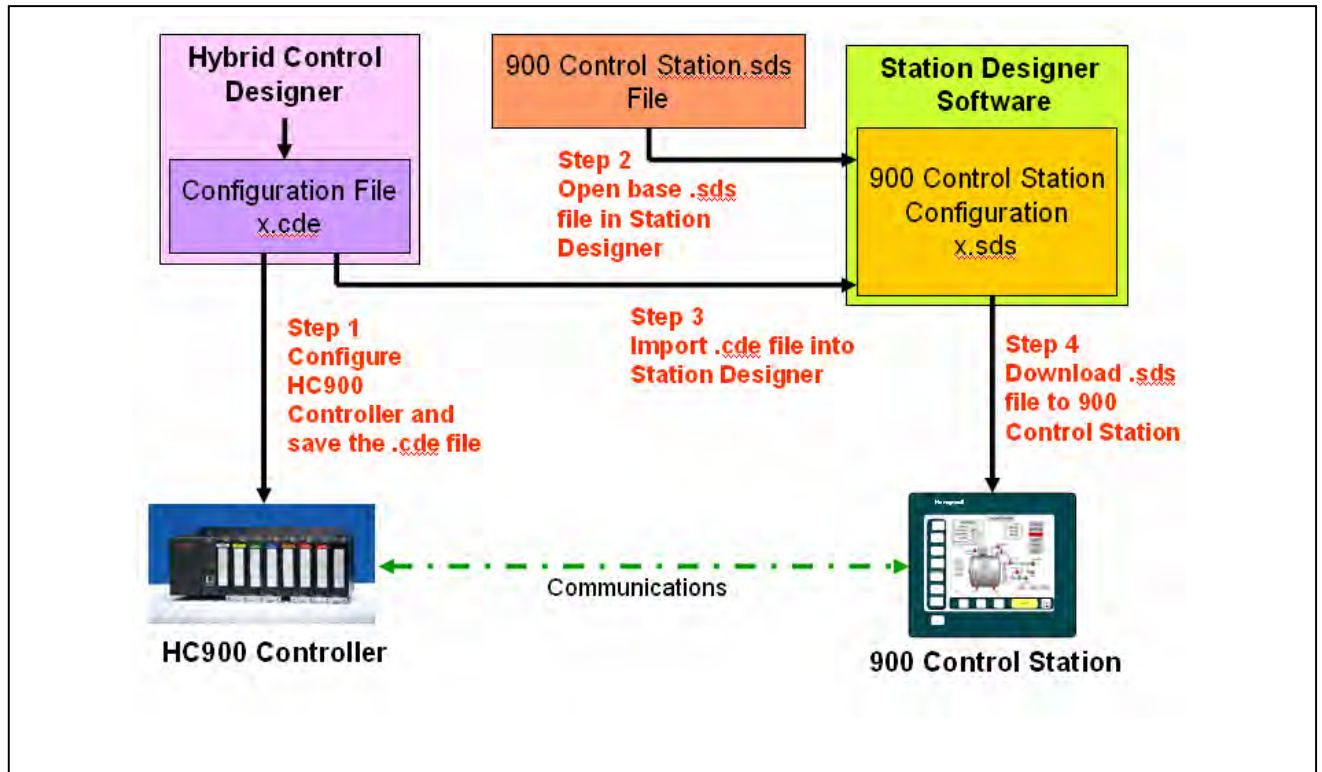 Hybrid Control
Designer
Configuration File
x.cde
900 Control Station.sds
File
Station Designer
Software
900 Control Station
Configuration
x.sds
Step 2
Open base .sds
file in Station
Designer
Step 1
Configure
HC900
Controller and
save the .cde file
Step 3
Import .cde file into
Station Designer
Step 4
Download .sds
file to 900
Control Station
Honeywell
Communications
HC900 Controller
900 Control Station